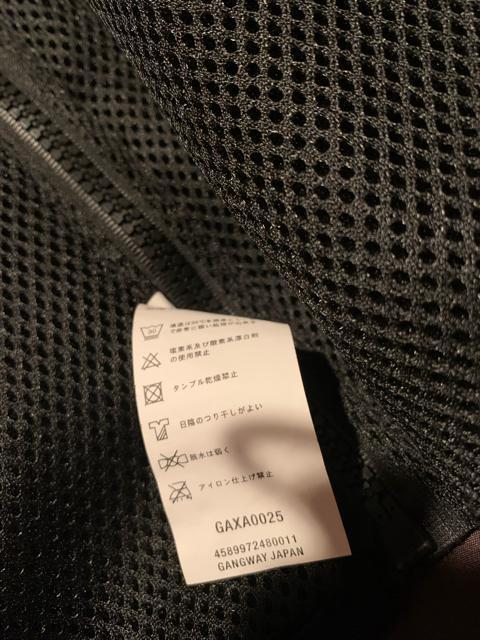 30
塩素系及び酸素系漂白剤
の使用禁止
タンブル乾燥禁止
日陰のつり干しがよい
脱水は弱く
アイロン仕上げ禁止
GAXA0025
4589972480011
GANGWAY JAPAN